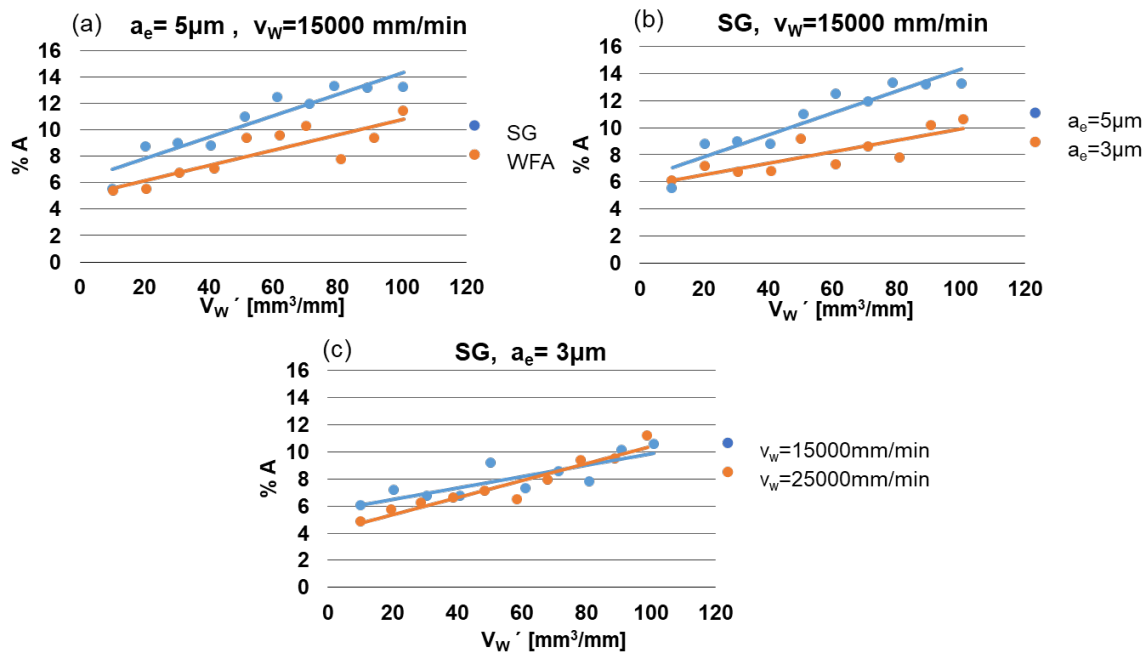 (a)
aₑ= 5µm , v_W=15000 mm/min
16
14
12
10
8
6
4
2
0
% A
0 20 40 60 80 100 120
V_W ´ [mm³/mm]
SG
WFA
(b)
SG, v_W=15000 mm/min
16
14
12
10
8
6
4
2
0
% A
0 20 40 60 80 100 120
V_W ´ [mm³/mm]
aₑ=5µm
aₑ=3µm
(c)
SG, aₑ= 3µm
16
14
12
10
8
6
4
2
0
% A
0 20 40 60 80 100 120
V_W ´ [mm³/mm]
v_w=15000mm/min
v_w=25000mm/min